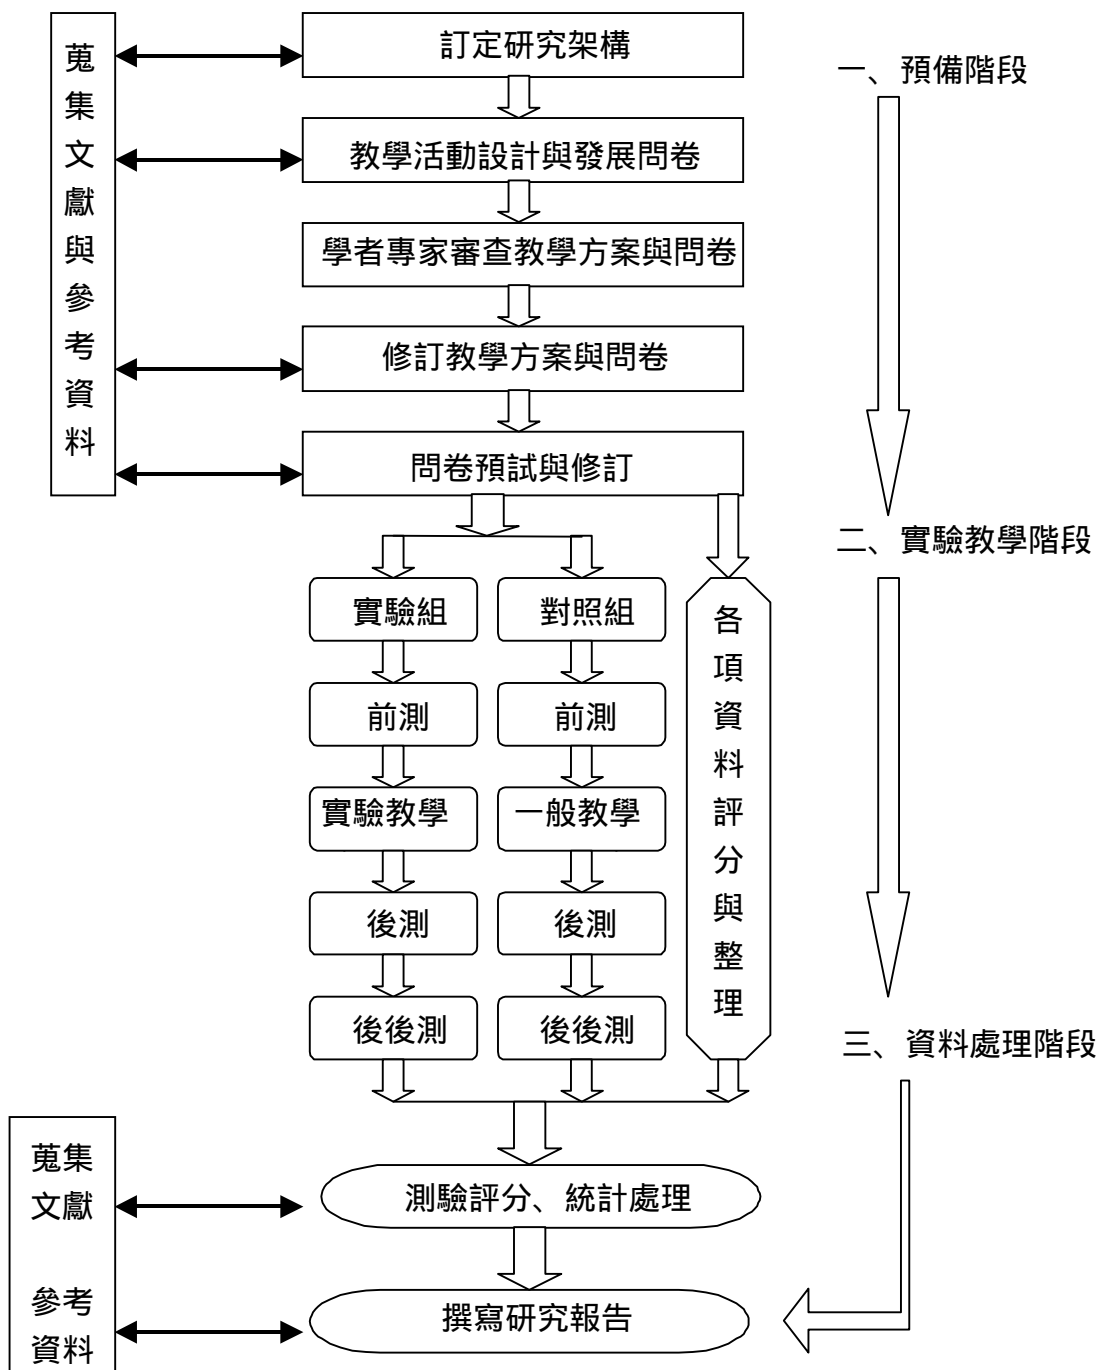 蒐集文獻與參考資料
訂定研究架構
一、預備階段
教學活動設計與發展問卷
學者專家審查教學方案與問卷
修訂教學方案與問卷
問卷預試與修訂
二、實驗教學階段
實驗組
對照組
各項資料評分與整理
前測
前測
實驗教學
一般教學
後測
後測
後後測
後後測
三、資料處理階段
蒐集
文獻
參考
資料
測驗評分、統計處理
撰寫研究報告